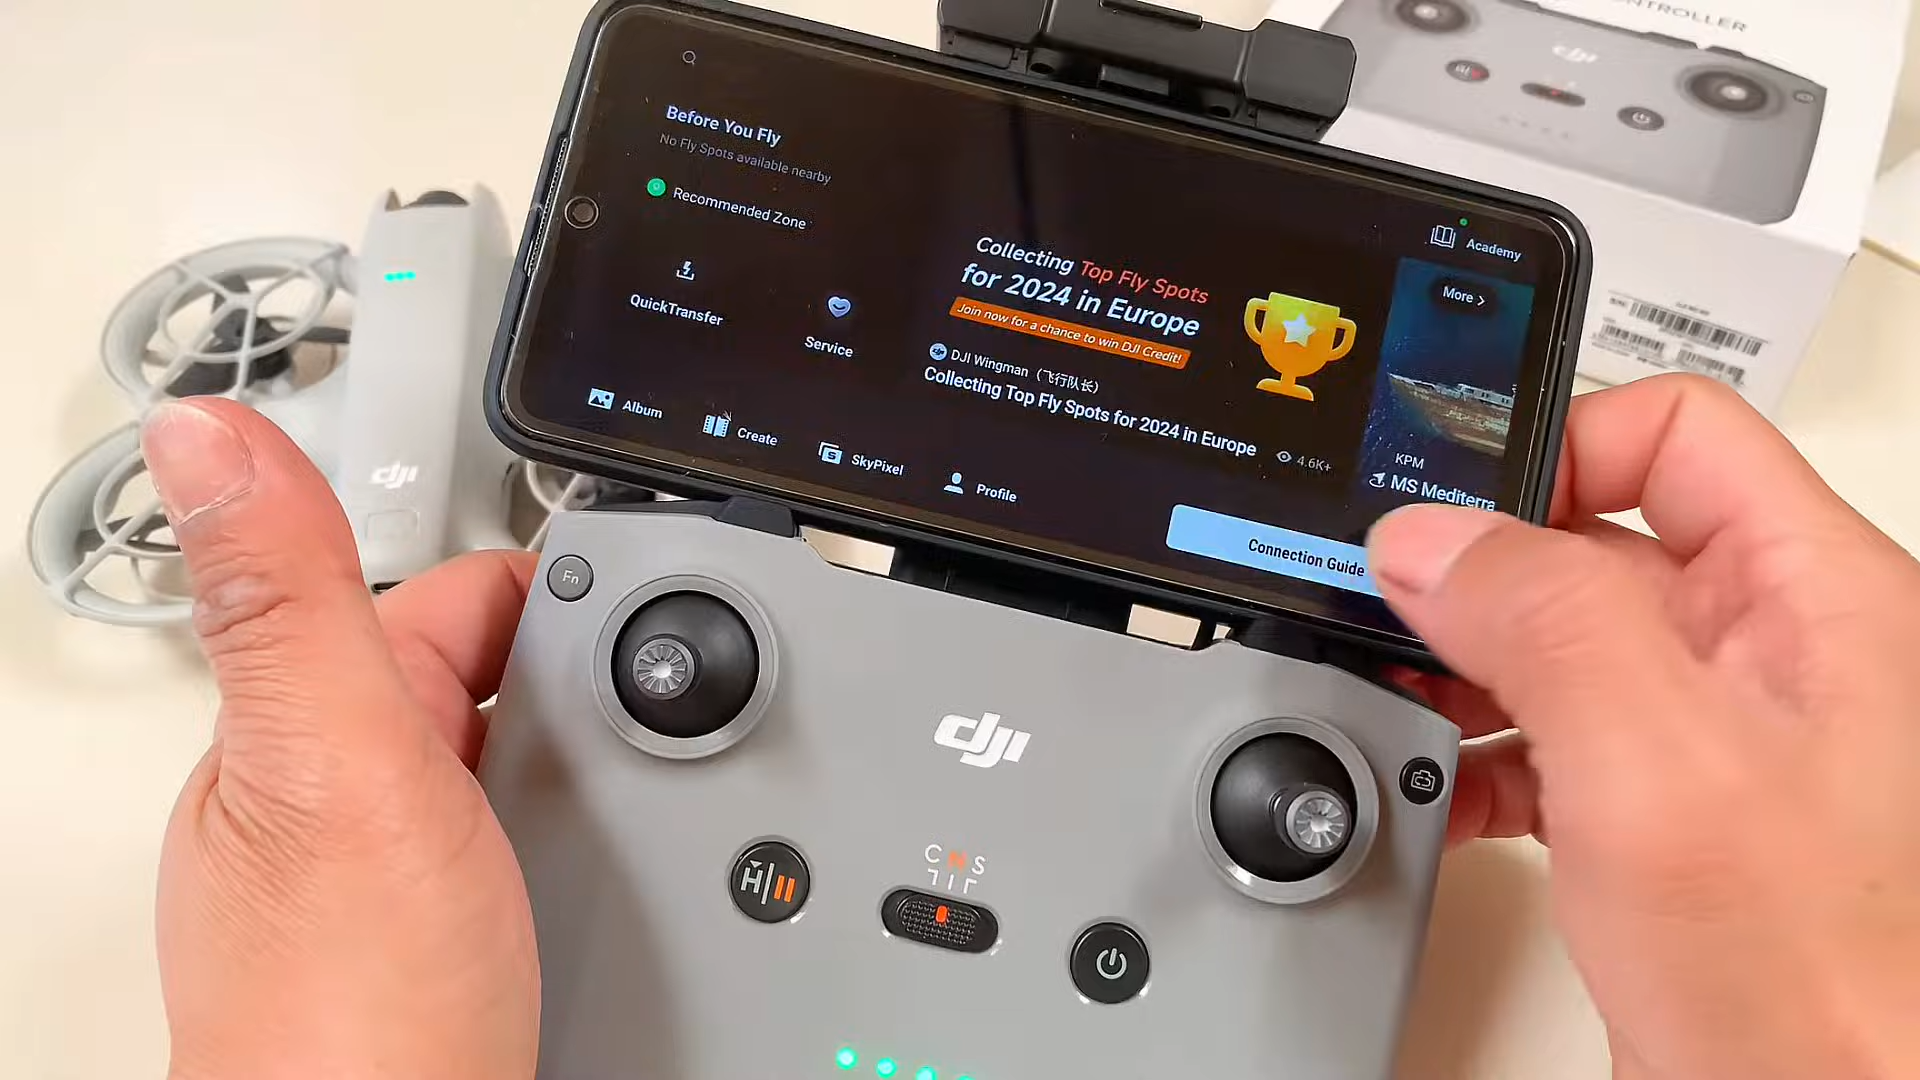 CONTROLLER
dji
Before You Fly
No Fly Spots available nearby
Recommended Zone
Academy
More >
QuickTransfer
Service
Collecting Top Fly Spots
for 2024 in Europe
Join now for a chance to win DJI Credit!
DJI Wingman（飞行队长）
Collecting Top Fly Spots for 2024 in Europe
4.6K+
KPM
MS Mediterra
Album
Create
SkyPixel
Profile
Connection Guide
dji
Fn
dji
C N S
H